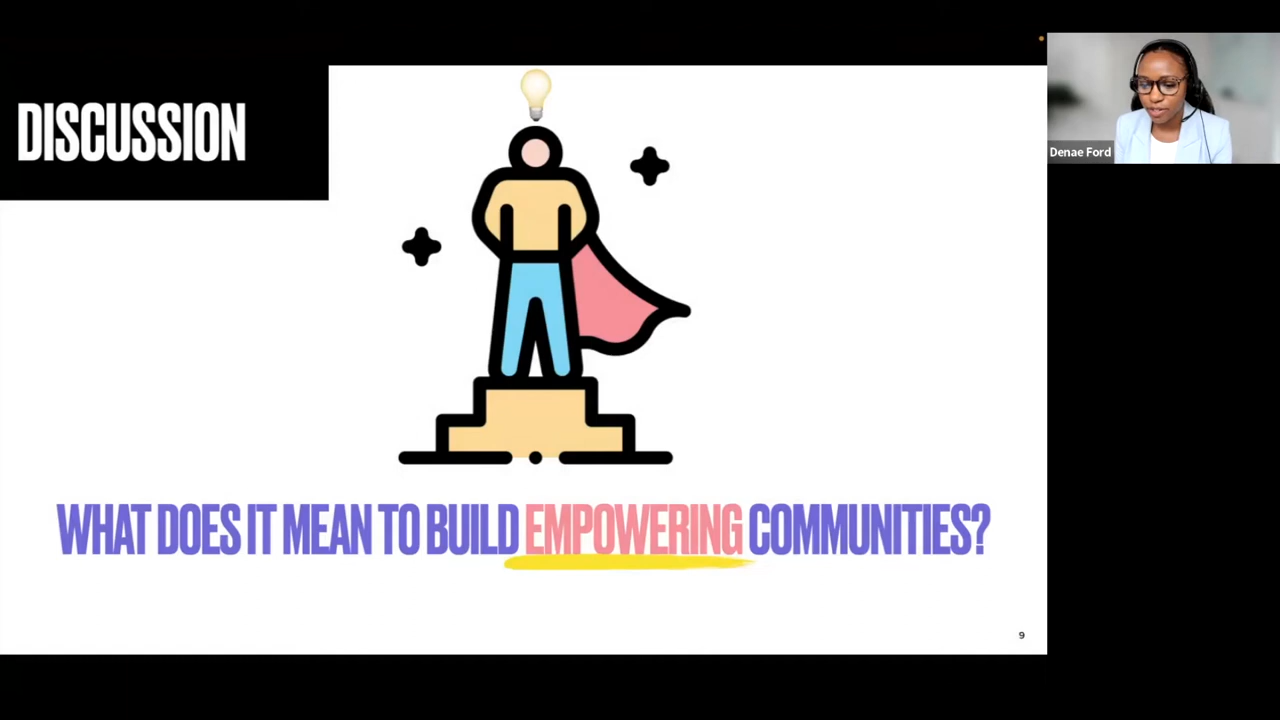 DISCUSSION
Denae Ford
WHAT DOES IT MEAN TO BUILD EMPOWERING COMMUNITIES?
9